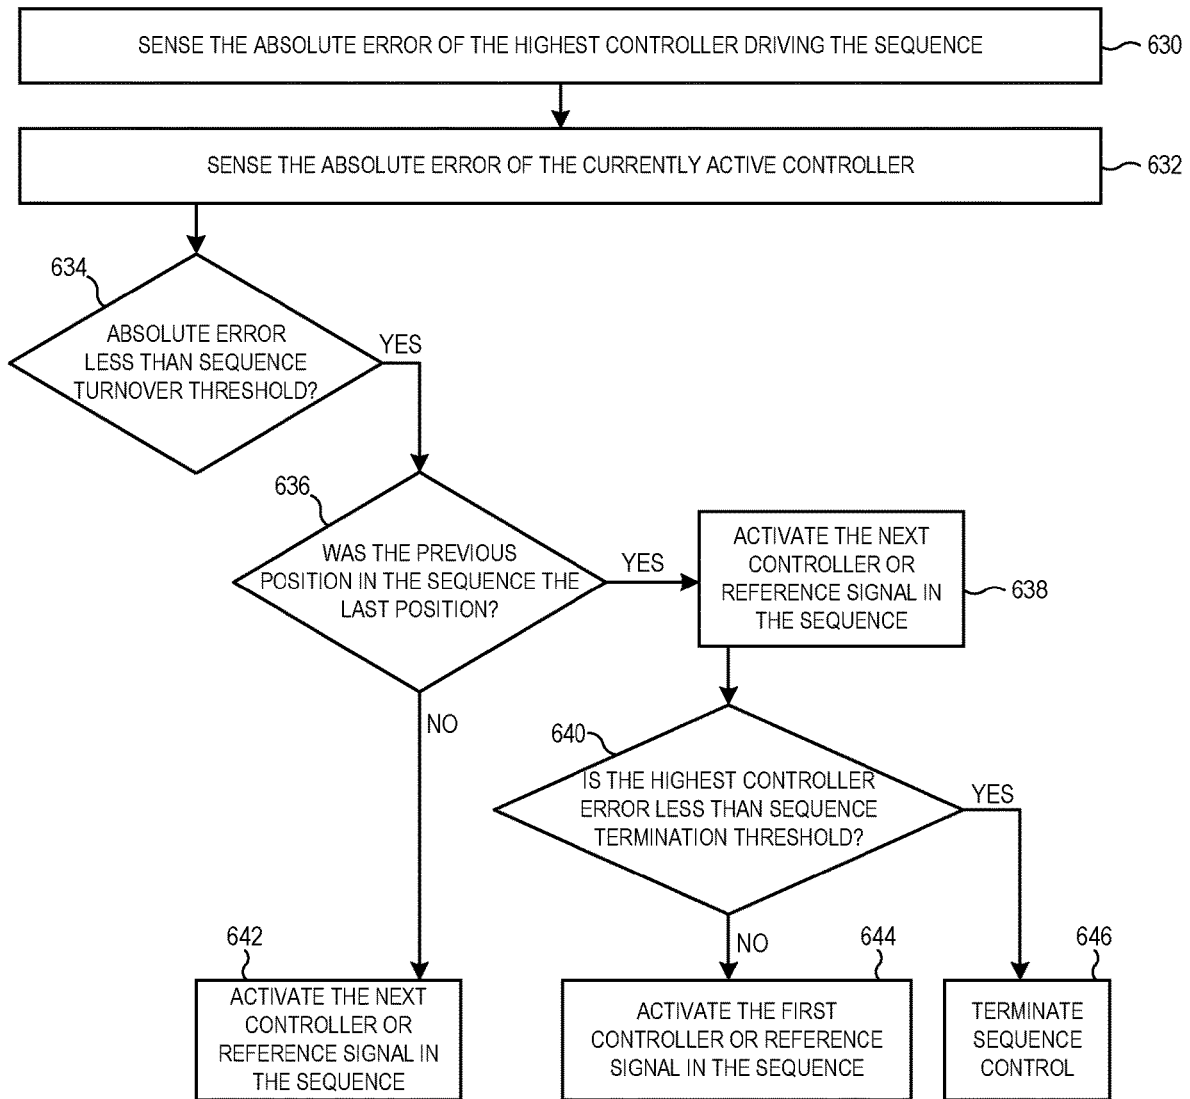 SENSE THE ABSOLUTE ERROR OF THE HIGHEST CONTROLLER DRIVING THE SEQUENCE
630
SENSE THE ABSOLUTE ERROR OF THE CURRENTLY ACTIVE CONTROLLER
632
634
ABSOLUTE ERROR
LESS THAN SEQUENCE
TURNOVER THRESHOLD?
YES
636
WAS THE PREVIOUS
POSITION IN THE SEQUENCE THE
LAST POSITION?
YES
ACTIVATE THE NEXT
CONTROLLER OR
REFERENCE SIGNAL IN
THE SEQUENCE
638
NO
640
IS THE HIGHEST CONTROLLER
ERROR LESS THAN SEQUENCE
TERMINATION THRESHOLD?
YES
NO
642
ACTIVATE THE NEXT
CONTROLLER OR
REFERENCE SIGNAL IN
THE SEQUENCE
644
ACTIVATE THE FIRST
CONTROLLER OR REFERENCE
SIGNAL IN THE SEQUENCE
646
TERMINATE
SEQUENCE
CONTROL